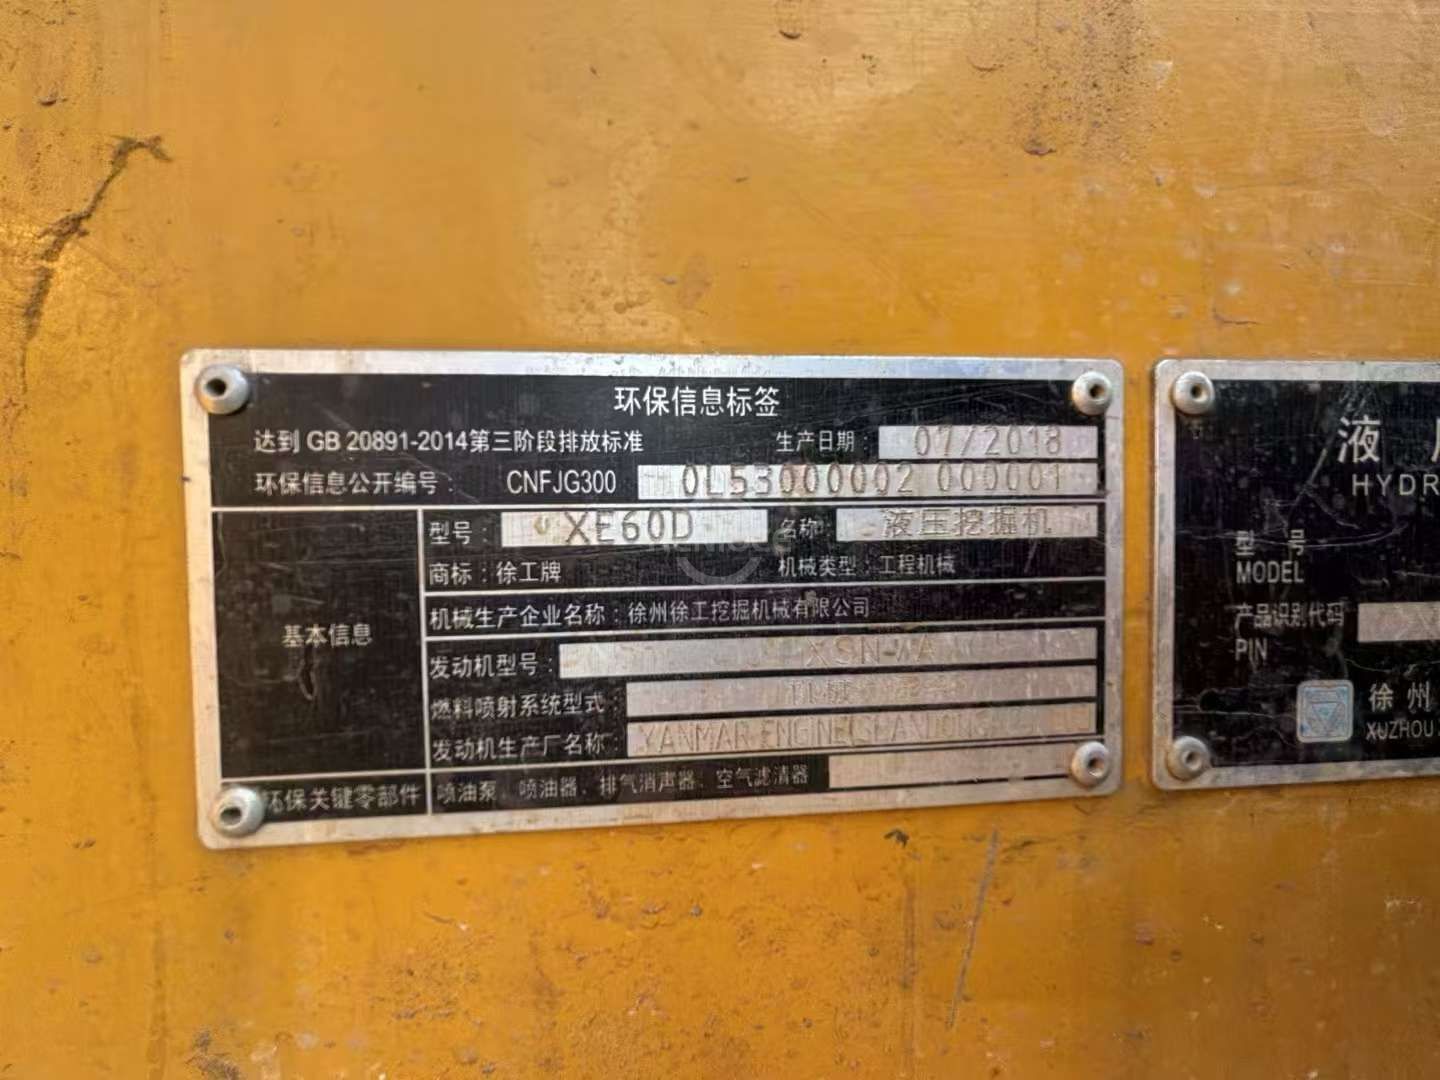 环保信息标签
达到 GB 20891-2014第三阶段排放标准 生产日期: 07/2018
环保信息公开编号: CNFJG300 0L53000002 000001
基本信息
型号: XE60D 名称: 液压挖掘机
商标: 徐工牌 机械类型: 工程机械
机械生产企业名称: 徐州徐工挖掘机械有限公司
发动机型号:
燃料喷射系统型式: 机械
发动机生产厂名称: YANMAR ENGINE
环保关键零部件 喷油泵、喷油器、排气消声器、空气滤清器
液
HYDR
型 号
MODEL
产品识别代码
PIN
徐州
XUZHOU